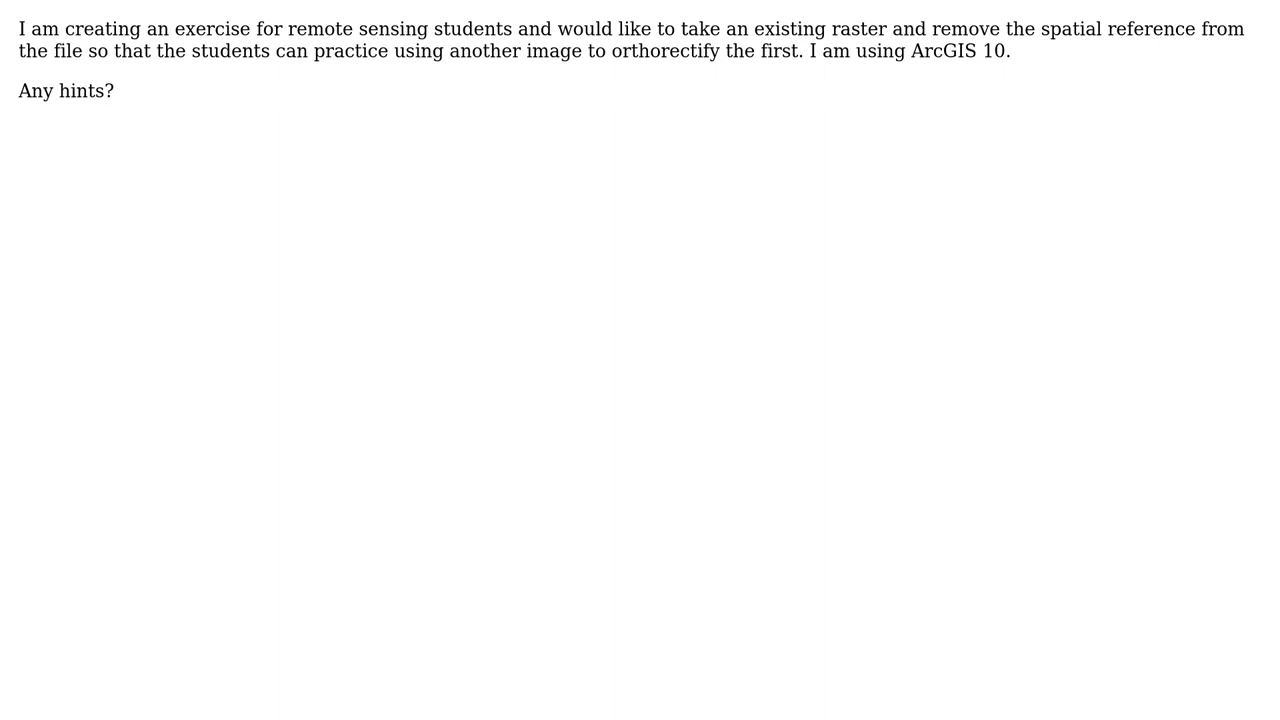 I am creating an exercise for remote sensing students and would like to take an existing raster and remove the spatial reference from
the file so that the students can practice using another image to orthorectify the first. I am using ArcGIS 10.
Any hints?